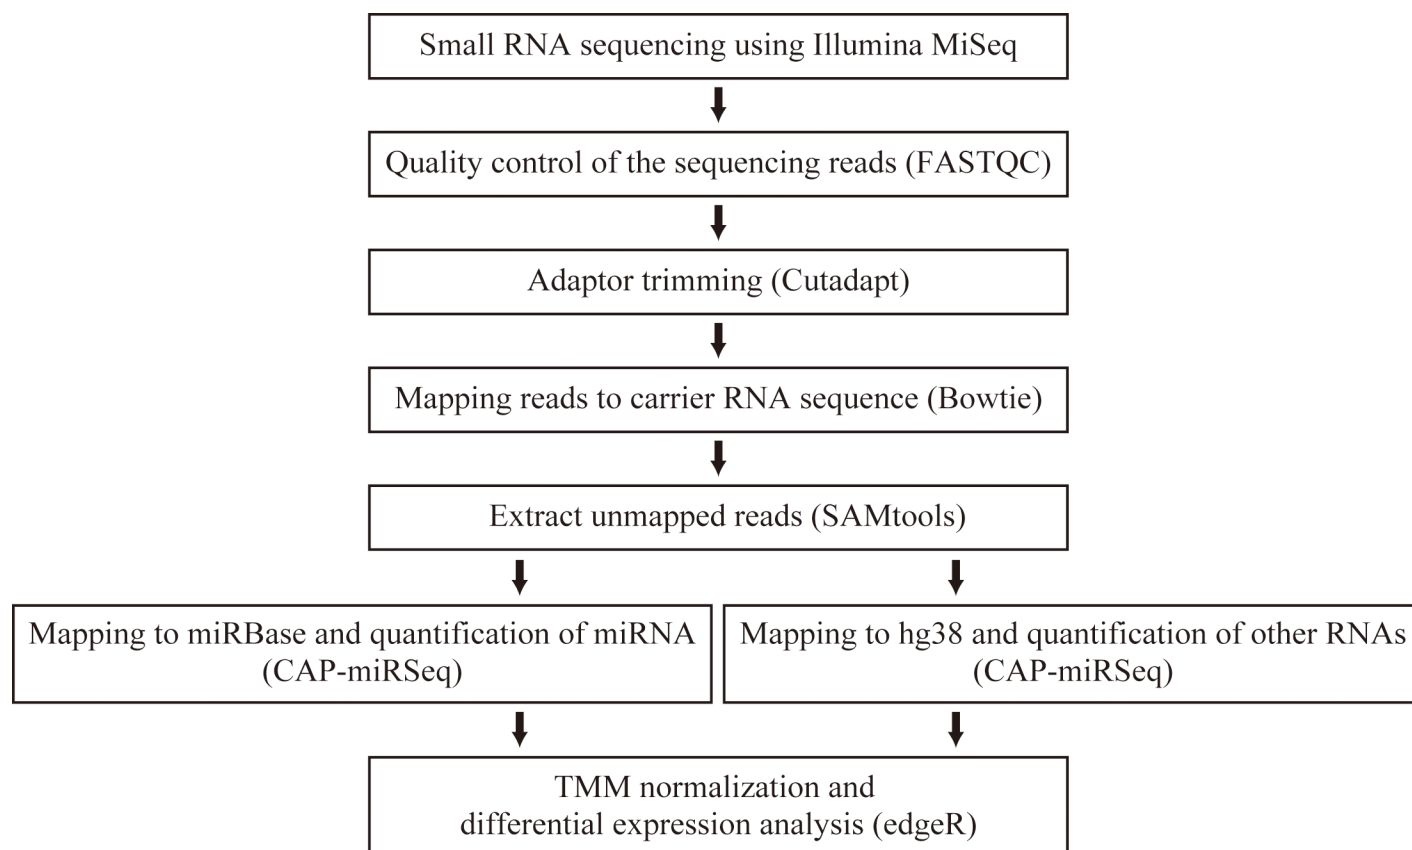 Small RNA sequencing using Illumina MiSeq
Quality control of the sequencing reads (FASTQC)
Adaptor trimming (Cutadapt)
Mapping reads to carrier RNA sequence (Bowtie)
Extract unmapped reads (SAMtools)
Mapping to miRBase and quantification of miRNA
(CAP-miRSeq)
Mapping to hg38 and quantification of other RNAs
(CAP-miRSeq)
TMM normalization and
differential expression analysis (edgeR)